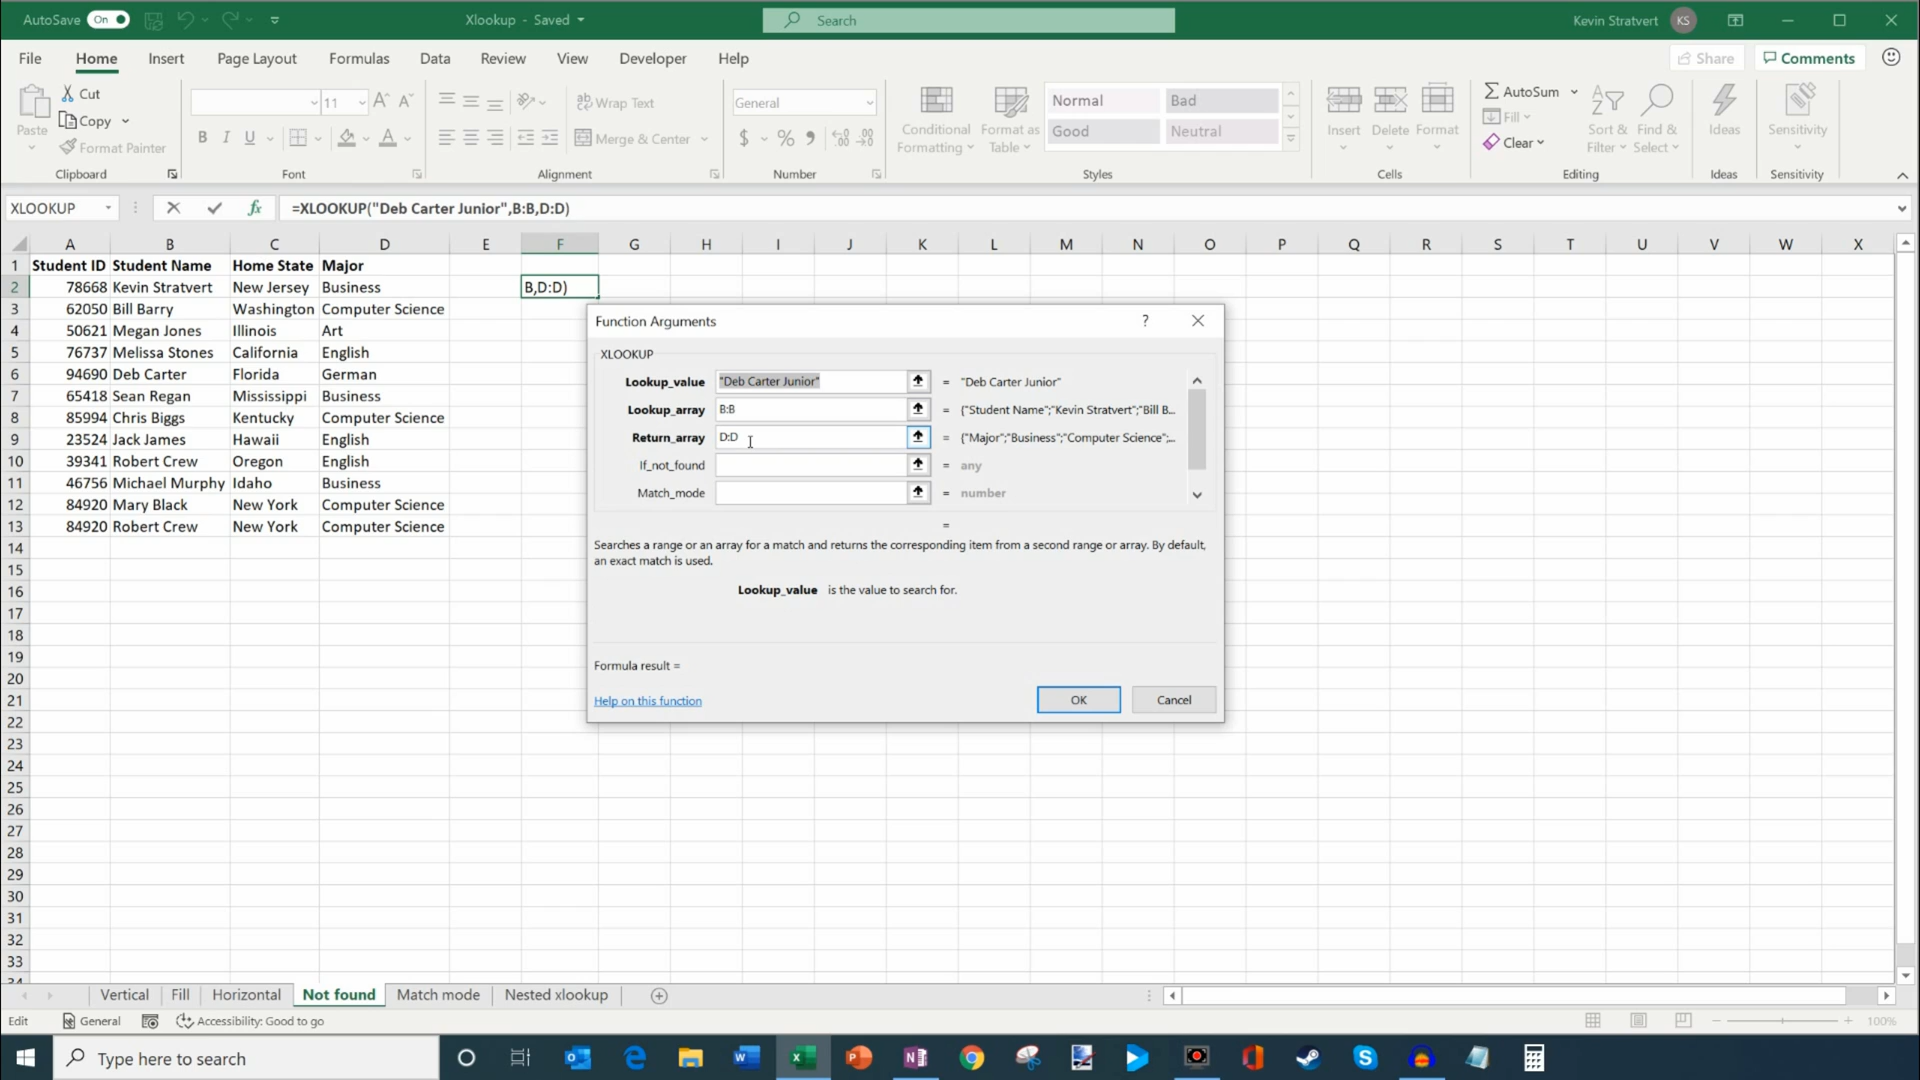 AutoSave On
Xlookup - Saved
Search
Kevin Stratvert KS
File Home Insert Page Layout Formulas Data Review View Developer Help
Share Comments
Paste
Cut
Copy
Format Painter
Clipboard
11
B I U
Font
Wrap Text
Merge & Center
Alignment
General
$ % 9
Number
Conditional Formatting
Format as Table
Normal Bad
Good Neutral
Styles
Insert Delete Format
Cells
AutoSum
Fill
Clear
Sort & Filter
Find & Select
Editing
Ideas
Ideas
Sensitivity
Sensitivity
XLOOKUP fx =XLOOKUP("Deb Carter Junior",B:B,D:D)
A B C D E F G H I J K L M N O P Q R S T U V W X
1 Student ID Student Name Home State Major
2 78668 Kevin Stratvert New Jersey Business B,D:D)
3 62050 Bill Barry Washington Computer Science
4 50621 Megan Jones Illinois Art
5 76737 Melissa Stones California English
6 94690 Deb Carter Florida German
7 65418 Sean Regan Mississippi Business
8 85994 Chris Biggs Kentucky Computer Science
9 23524 Jack James Hawaii English
10 39341 Robert Crew Oregon English
11 46756 Michael Murphy Idaho Business
12 84920 Mary Black New York Computer Science
13 84920 Robert Crew New York Computer Science
14
15
16
17
18
19
20
21
22
23
24
25
26
27
28
29
30
31
32
33
34
Function Arguments ?
XLOOKUP
Lookup_value "Deb Carter Junior" = "Deb Carter Junior"
Lookup_array B:B = {"Student Name";"Kevin Stratvert";"Bill B...
Return_array D:D = {"Major";"Business";"Computer Science";...
If_not_found = any
Match_mode = number
=
Searches a range or an array for a match and returns the corresponding item from a second range or array. By default,
an exact match is used.
Lookup_value is the value to search for.
Formula result =
Help on this function
OK Cancel
Vertical Fill Horizontal Not found Match mode Nested xlookup
Edit General Accessibility: Good to go 100%
Type here to search